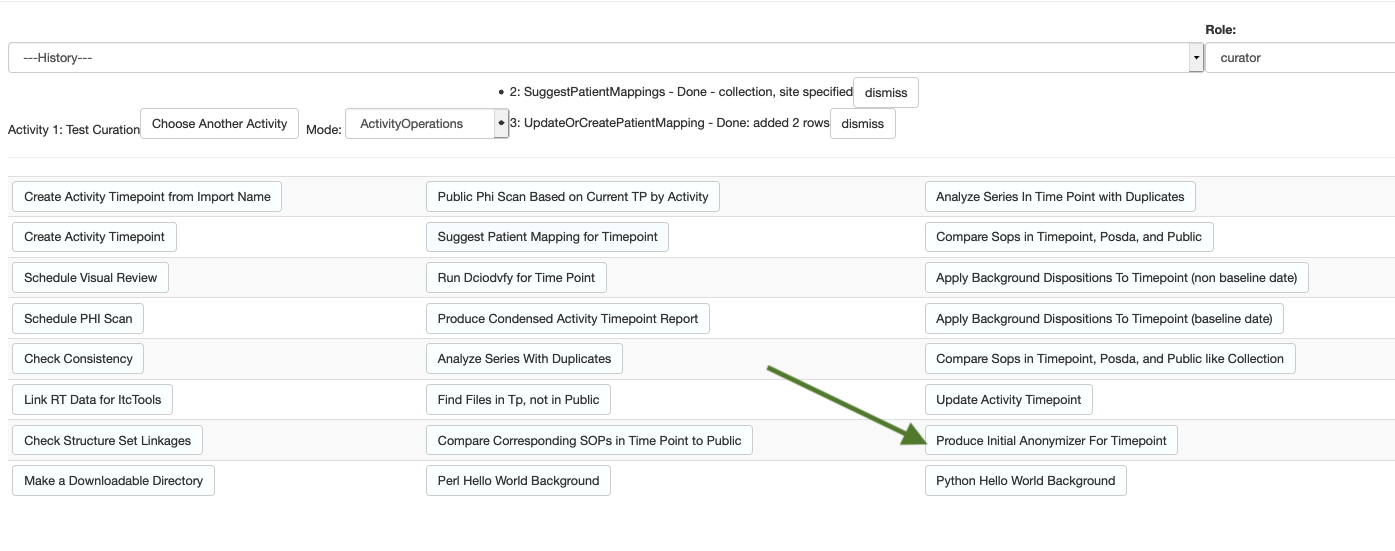 Role:
---History---
curator
2: SuggestPatientMappings - Done - collection, site specified dismiss
Activity 1: Test Curation Choose Another Activity Mode: ActivityOperations 3: UpdateOrCreatePatientMapping - Done: added 2 rows dismiss
Create Activity Timepoint from Import Name Public Phi Scan Based on Current TP by Activity Analyze Series In Time Point with Duplicates
Create Activity Timepoint Suggest Patient Mapping for Timepoint Compare Sops in Timepoint, Posda, and Public
Schedule Visual Review Run Dciodvfy for Time Point Apply Background Dispositions To Timepoint (non baseline date)
Schedule PHI Scan Produce Condensed Activity Timepoint Report Apply Background Dispositions To Timepoint (baseline date)
Check Consistency Analyze Series With Duplicates Compare Sops in Timepoint, Posda, and Public like Collection
Link RT Data for ItcTools Find Files in Tp, not in Public Update Activity Timepoint
Check Structure Set Linkages Compare Corresponding SOPs in Time Point to Public Produce Initial Anonymizer For Timepoint
Make a Downloadable Directory Perl Hello World Background Python Hello World Background